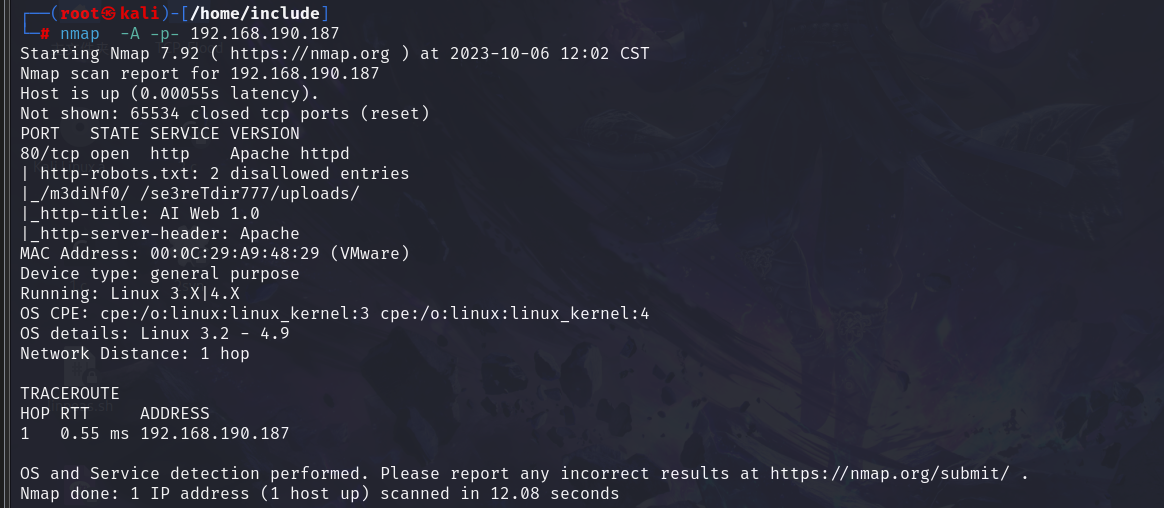 ┌──(root㉿kali)-[/home/include]
└─# nmap  -A -p- 192.168.190.187
Starting Nmap 7.92 ( https://nmap.org ) at 2023-10-06 12:02 CST
Nmap scan report for 192.168.190.187
Host is up (0.00055s latency).
Not shown: 65534 closed tcp ports (reset)
PORT   STATE SERVICE VERSION
80/tcp open  http    Apache httpd
| http-robots.txt: 2 disallowed entries
|_/m3diNf0/ /se3reTdir777/uploads/
|_http-title: AI Web 1.0
|_http-server-header: Apache
MAC Address: 00:0C:29:A9:48:29 (VMware)
Device type: general purpose
Running: Linux 3.X|4.X
OS CPE: cpe:/o:linux:linux_kernel:3 cpe:/o:linux:linux_kernel:4
OS details: Linux 3.2 - 4.9
Network Distance: 1 hop
TRACEROUTE
HOP RTT     ADDRESS
1   0.55 ms 192.168.190.187
OS and Service detection performed. Please report any incorrect results at https://nmap.org/submit/ .
Nmap done: 1 IP address (1 host up) scanned in 12.08 seconds